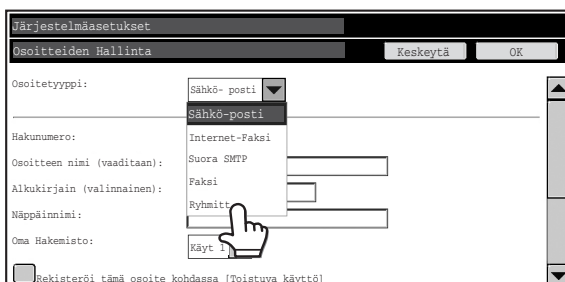 Järjestelmäasetukset
Osoitteiden Hallinta
Keskeytä
OK
Osoitetyyppi:
Sähkö- posti
Sähkö-posti
Hakunumero:
Internet-Faksi
Osoitteen nimi (vaaditaan):
Suora SMTP
Alkukirjain (valinnainen):
Faksi
Näppäinnimi:
Ryhmitt
Oma Hakemisto:
Käyt 1
Rekisteröi tämä osoite kohdassa [Toistuva käyttö]